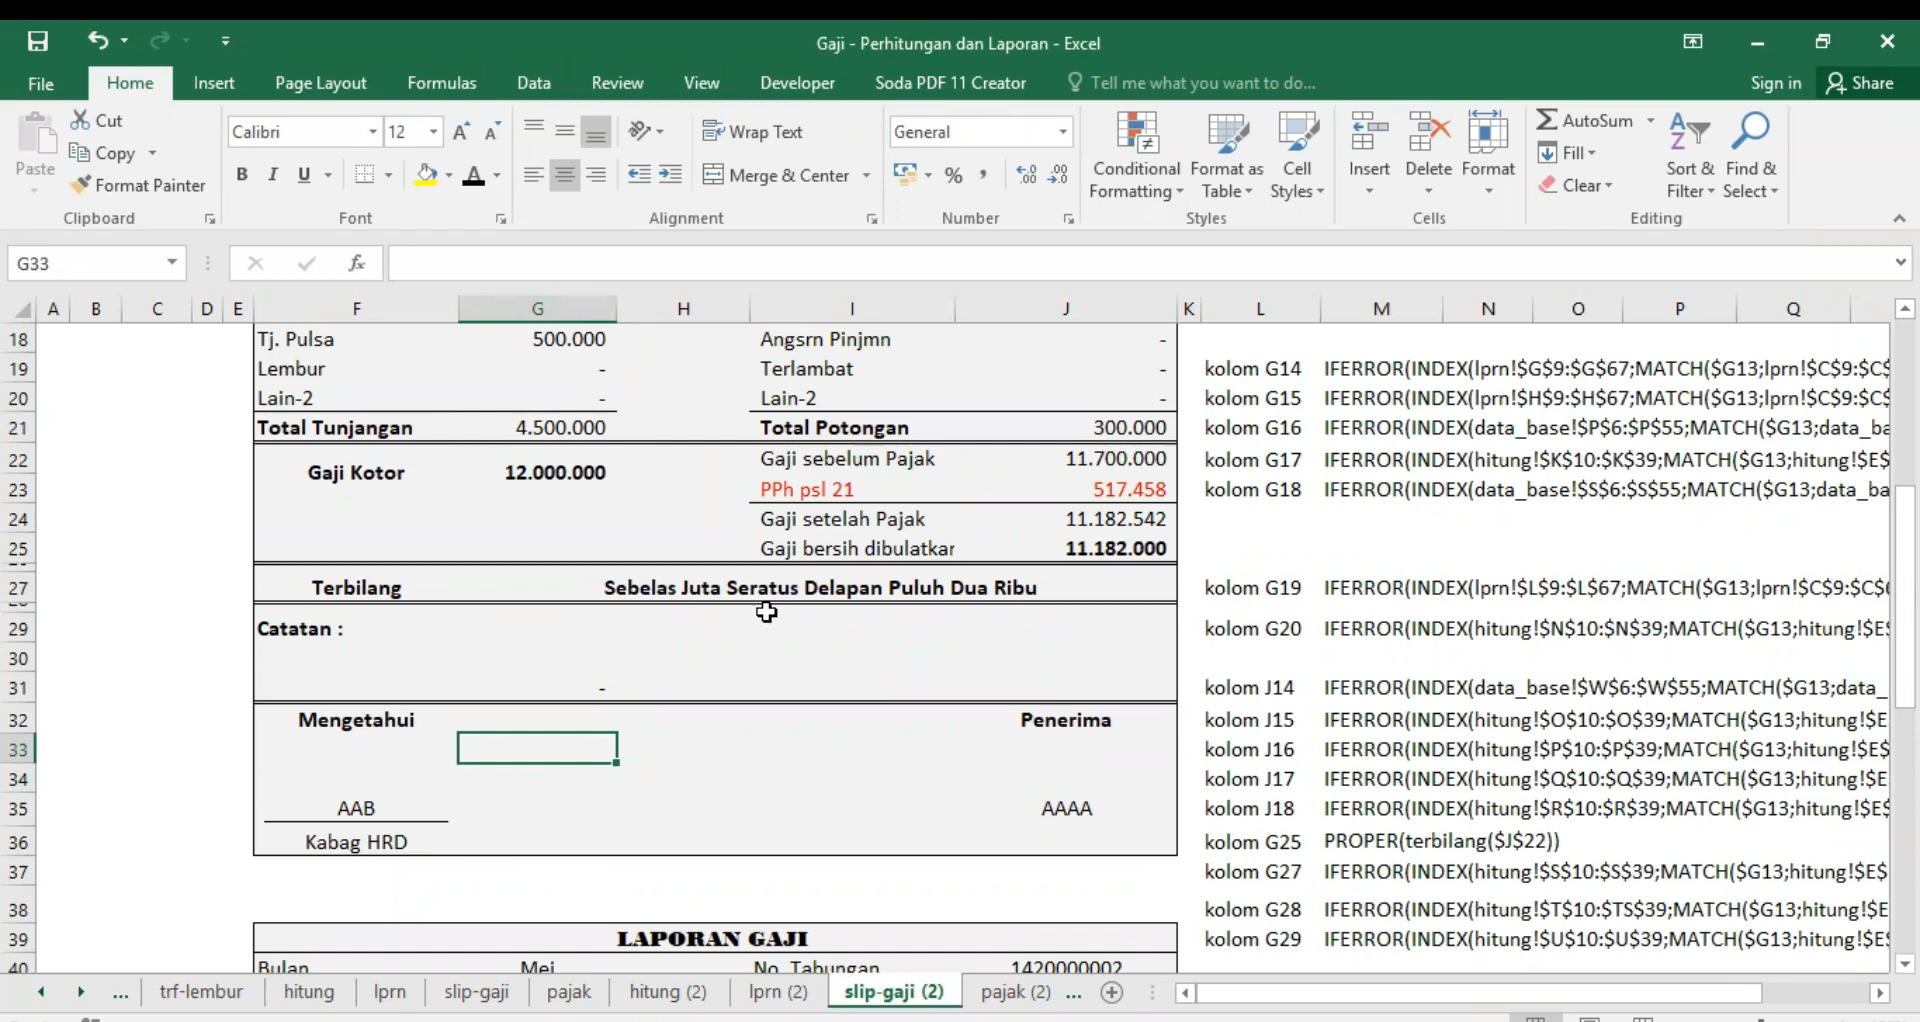 Gaji - Perhitungan dan Laporan - Excel
File Home Insert Page Layout Formulas Data Review View Developer Soda PDF 11 Creator Tell me what you want to do... Sign in Share
Paste
Cut
Copy
Format Painter
Clipboard
Calibri 12
B I U
Font
Wrap Text
Merge & Center
Alignment
General
Number
Conditional Formatting
Format as Table
Cell Styles
Styles
Insert Delete Format
Cells
AutoSum
Fill
Clear
Sort & Filter
Find & Select
Editing
G33
A B C D E F G H I J K L M N O P Q
18 Tj. Pulsa 500.000 Angsrn Pinjmn -
19 Lembur - Terlambat - kolom G14 IFERROR(INDEX(lprn!$G$9:$G$67;MATCH($G13;lprn!$C$9:$C$
20 Lain-2 - Lain-2 - kolom G15 IFERROR(INDEX(lprn!$H$9:$H$67;MATCH($G13;lprn!$C$9:$C$
21 Total Tunjangan 4.500.000 Total Potongan 300.000 kolom G16 IFERROR(INDEX(data_base!$P$6:$P$55;MATCH($G13;data_ba
22 Gaji sebelum Pajak 11.700.000 kolom G17 IFERROR(INDEX(hitung!$K$10:$K$39;MATCH($G13;hitung!$E$
Gaji Kotor 12.000.000
23 PPh psl 21 517.458 kolom G18 IFERROR(INDEX(data_base!$S$6:$S$55;MATCH($G13;data_ba
24 Gaji setelah Pajak 11.182.542
25 Gaji bersih dibulatkar 11.182.000
27 Terbilang Sebelas Juta Seratus Delapan Puluh Dua Ribu kolom G19 IFERROR(INDEX(lprn!$L$9:$L$67;MATCH($G13;lprn!$C$9:$C$
29 Catatan : kolom G20 IFERROR(INDEX(hitung!$N$10:$N$39;MATCH($G13;hitung!$E$
30
31 - kolom J14 IFERROR(INDEX(data_base!$W$6:$W$55;MATCH($G13;data_
32 Mengetahui Penerima kolom J15 IFERROR(INDEX(hitung!$O$10:$O$39;MATCH($G13;hitung!$E
33 kolom J16 IFERROR(INDEX(hitung!$P$10:$P$39;MATCH($G13;hitung!$E$
34 kolom J17 IFERROR(INDEX(hitung!$Q$10:$Q$39;MATCH($G13;hitung!$E
35 AAB AAAA kolom J18 IFERROR(INDEX(hitung!$R$10:$R$39;MATCH($G13;hitung!$E$
36 Kabag HRD kolom G25 PROPER(terbilang($J$22))
37 kolom G27 IFERROR(INDEX(hitung!$S$10:$S$39;MATCH($G13;hitung!$E$
38 kolom G28 IFERROR(INDEX(hitung!$T$10:$TS$39;MATCH($G13;hitung!$E
39 LAPORAN GAJI kolom G29 IFERROR(INDEX(hitung!$U$10:$U$39;MATCH($G13;hitung!$E$
40 Bulan Mei No. Tabungan 1420000002
... trf-lembur hitung lprn slip-gaji pajak hitung (2) lprn (2) slip-gaji (2) pajak (2) ...